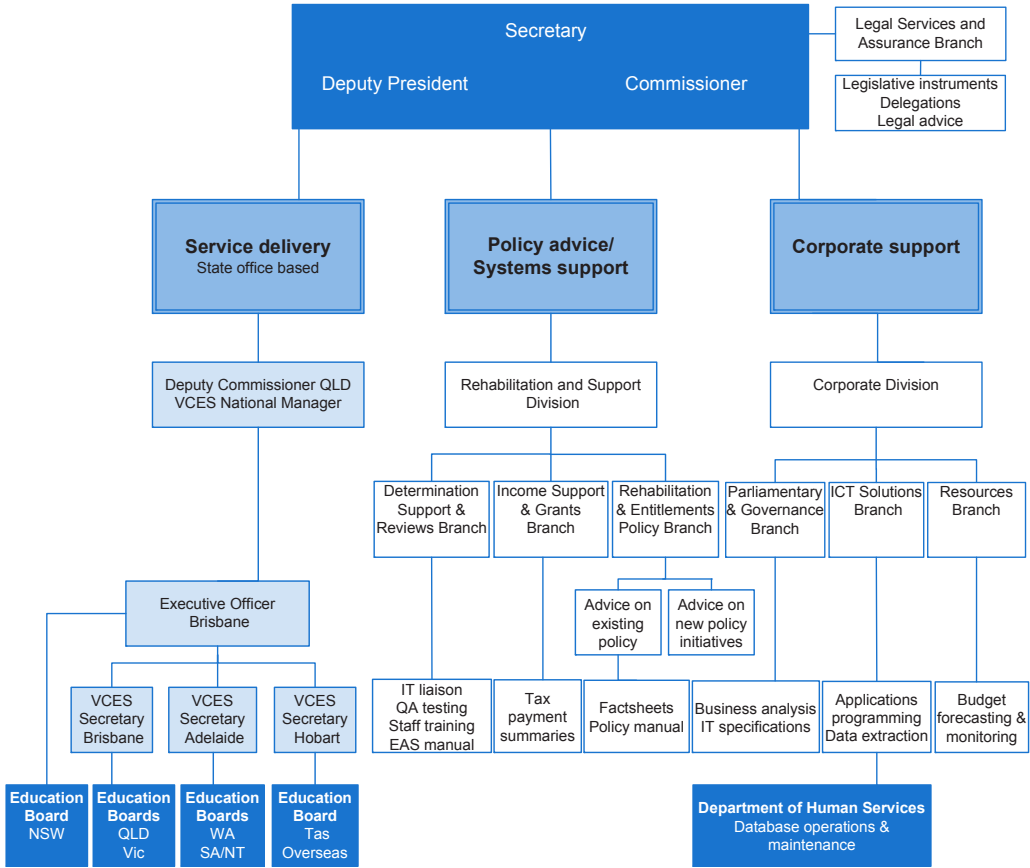 Secretary
Deputy President
Commissioner
Legal Services and
Assurance Branch
Legislative instruments
Delegations
Legal advice
Service delivery
State office based
Policy advice/
Systems support
Corporate support
Deputy Commissioner QLD
VCES National Manager
Rehabilitation and Support
Division
Corporate Division
Determination
Support &
Reviews Branch
Income Support
& Grants
Branch
Rehabilitation
& Entitlements
Policy Branch
Parliamentary
& Governance
Branch
ICT Solutions
Branch
Resources
Branch
Executive Officer
Brisbane
Advice on
existing
policy
Advice on
new policy
initiatives
VCES
Secretary
Brisbane
VCES
Secretary
Adelaide
VCES
Secretary
Hobart
IT liaison
QA testing
Staff training
EAS manual
Tax
payment
summaries
Factsheets
Policy manual
Business analysis
IT specifications
Applications
programming
Data extraction
Budget
forecasting &
monitoring
Education
Board
NSW
Education
Boards
QLD
Vic
Education
Boards
WA
SA/NT
Education
Board
Tas
Overseas
Department of Human Services
Database operations &
maintenance